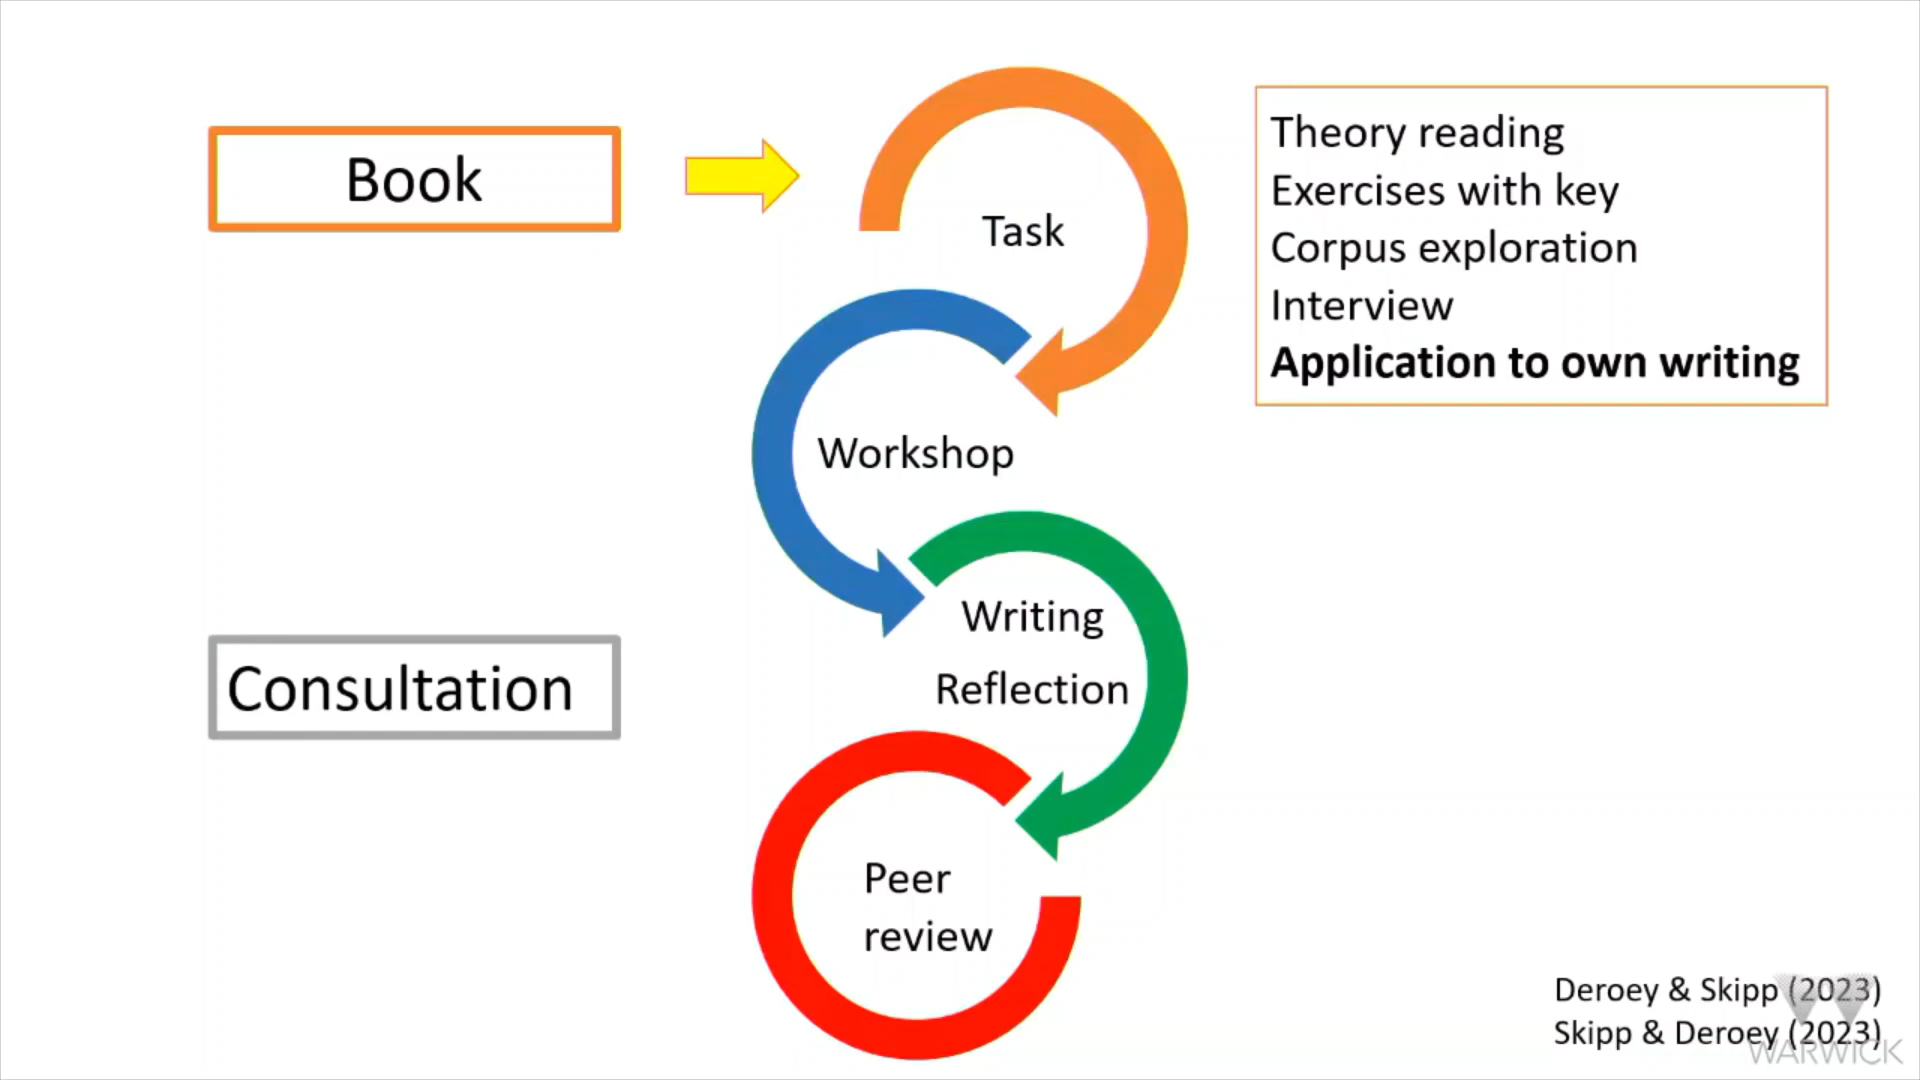 Book
Task
Theory reading
Exercises with key
Corpus exploration
Interview
Application to own writing
Workshop
Writing
Reflection
Consultation
Peer
review
Deroey & Skipp (2023)
Skipp & Deroey (2023)
WARWICK